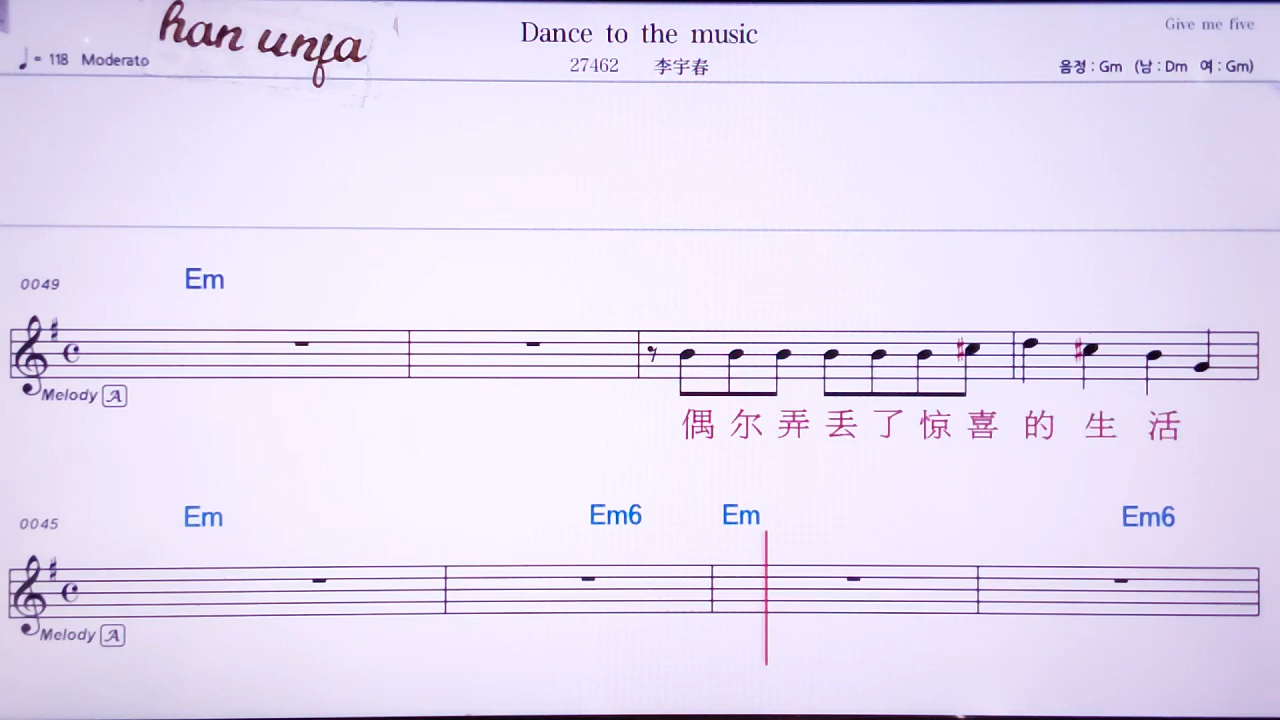 han unfa
Dance to the music
Give me five
♩= 118 Moderato
27462 李宇春
음정 : Gm (남 : Dm 여 : Gm)
0049
Em
Melody A
偶尔弄丢了惊喜的生活
0045
Em Em6 Em Em6
Melody A